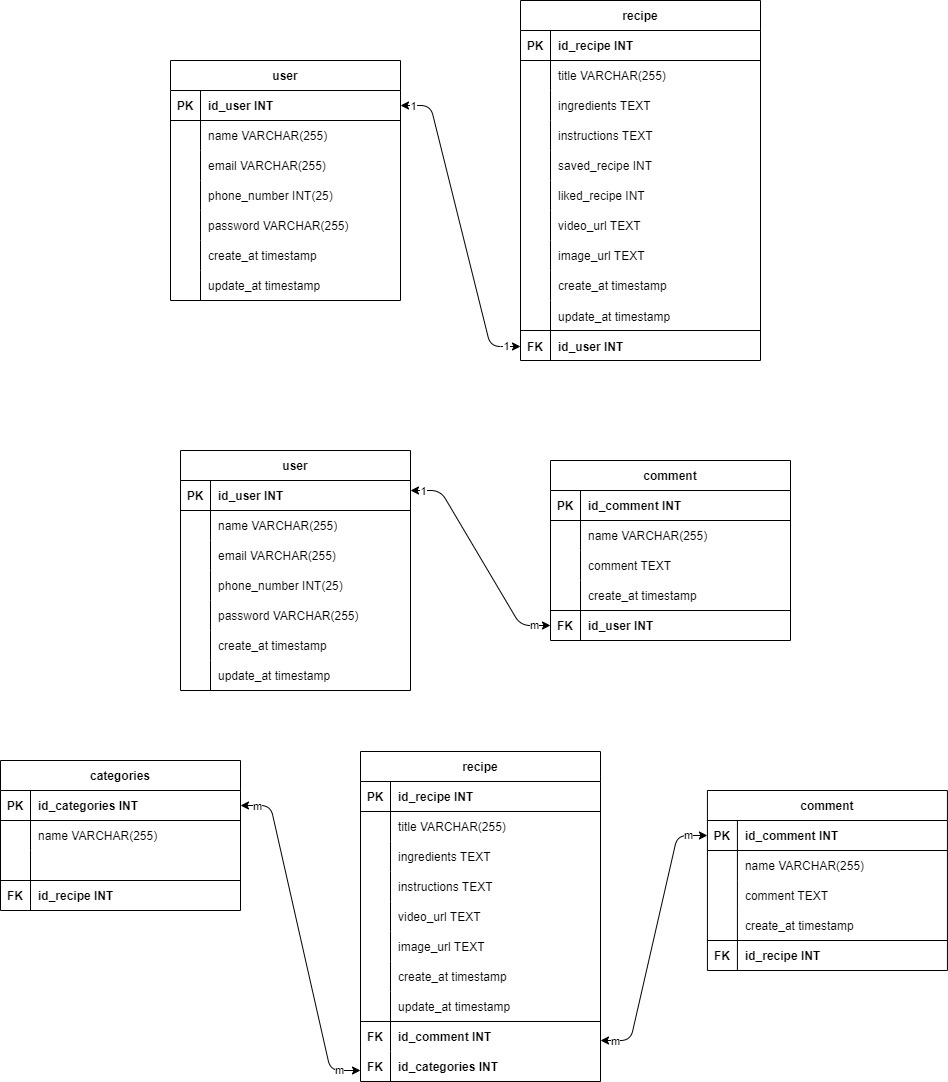 recipe
PK id_recipe INT
title VARCHAR(255)
ingredients TEXT
instructions TEXT
saved_recipe INT
liked_recipe INT
video_url TEXT
image_url TEXT
create_at timestamp
update_at timestamp
FK id_user INT
user
PK id_user INT
name VARCHAR(255)
email VARCHAR(255)
phone_number INT(25)
password VARCHAR(255)
create_at timestamp
update_at timestamp
1
1
user
PK id_user INT
name VARCHAR(255)
email VARCHAR(255)
phone_number INT(25)
password VARCHAR(255)
create_at timestamp
update_at timestamp
1
m
comment
PK id_comment INT
name VARCHAR(255)
comment TEXT
create_at timestamp
FK id_user INT
categories
PK id_categories INT
name VARCHAR(255)
FK id_recipe INT
m
m
recipe
PK id_recipe INT
title VARCHAR(255)
ingredients TEXT
instructions TEXT
video_url TEXT
image_url TEXT
create_at timestamp
update_at timestamp
FK id_comment INT
FK id_categories INT
m
m
comment
PK id_comment INT
name VARCHAR(255)
comment TEXT
create_at timestamp
FK id_recipe INT